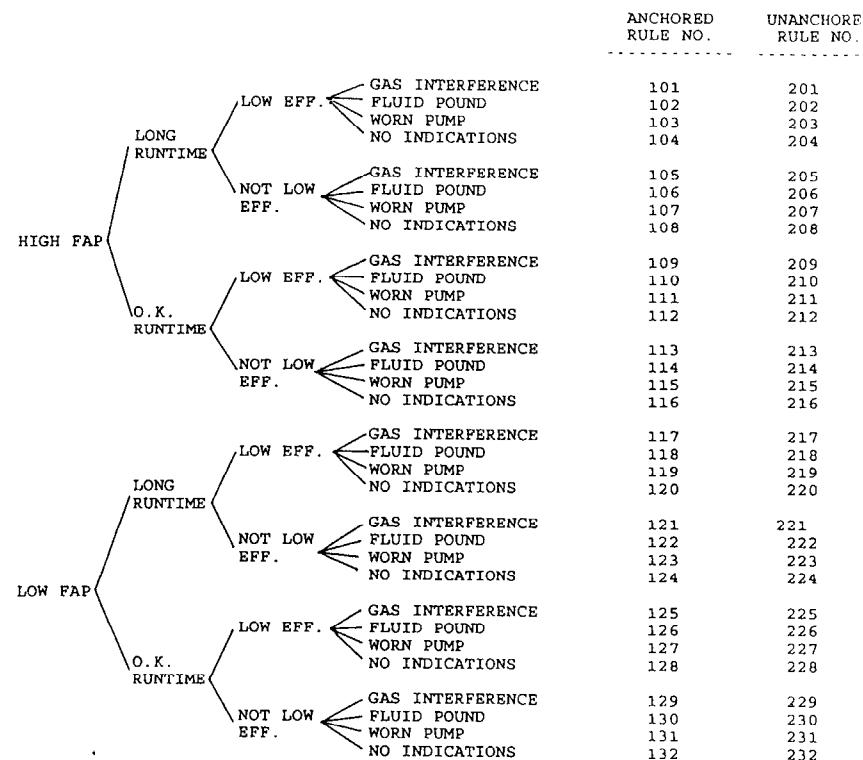 ANCHORED UNANCHORE
RULE NO. RULE NO.
GAS INTERFERENCE 101 201
LOW EFF. FLUID POUND 102 202
WORN PUMP 103 203
LONG NO INDICATIONS 104 204
RUNTIME
GAS INTERFERENCE 105 205
NOT LOW FLUID POUND 106 206
EFF. WORN PUMP 107 207
NO INDICATIONS 108 208
HIGH FAP
GAS INTERFERENCE 109 209
LOW EFF. FLUID POUND 110 210
WORN PUMP 111 211
O.K. NO INDICATIONS 112 212
RUNTIME
GAS INTERFERENCE 113 213
NOT LOW FLUID POUND 114 214
EFF. WORN PUMP 115 215
NO INDICATIONS 116 216
GAS INTERFERENCE 117 217
LOW EFF. FLUID POUND 118 218
WORN PUMP 119 219
LONG NO INDICATIONS 120 220
RUNTIME
GAS INTERFERENCE 121 221
NOT LOW FLUID POUND 122 222
EFF. WORN PUMP 123 223
NO INDICATIONS 124 224
LOW FAP
GAS INTERFERENCE 125 225
LOW EFF. FLUID POUND 126 226
WORN PUMP 127 227
O.K. NO INDICATIONS 128 228
RUNTIME
GAS INTERFERENCE 129 229
NOT LOW FLUID POUND 130 230
EFF. WORN PUMP 131 231
NO INDICATIONS 132 232